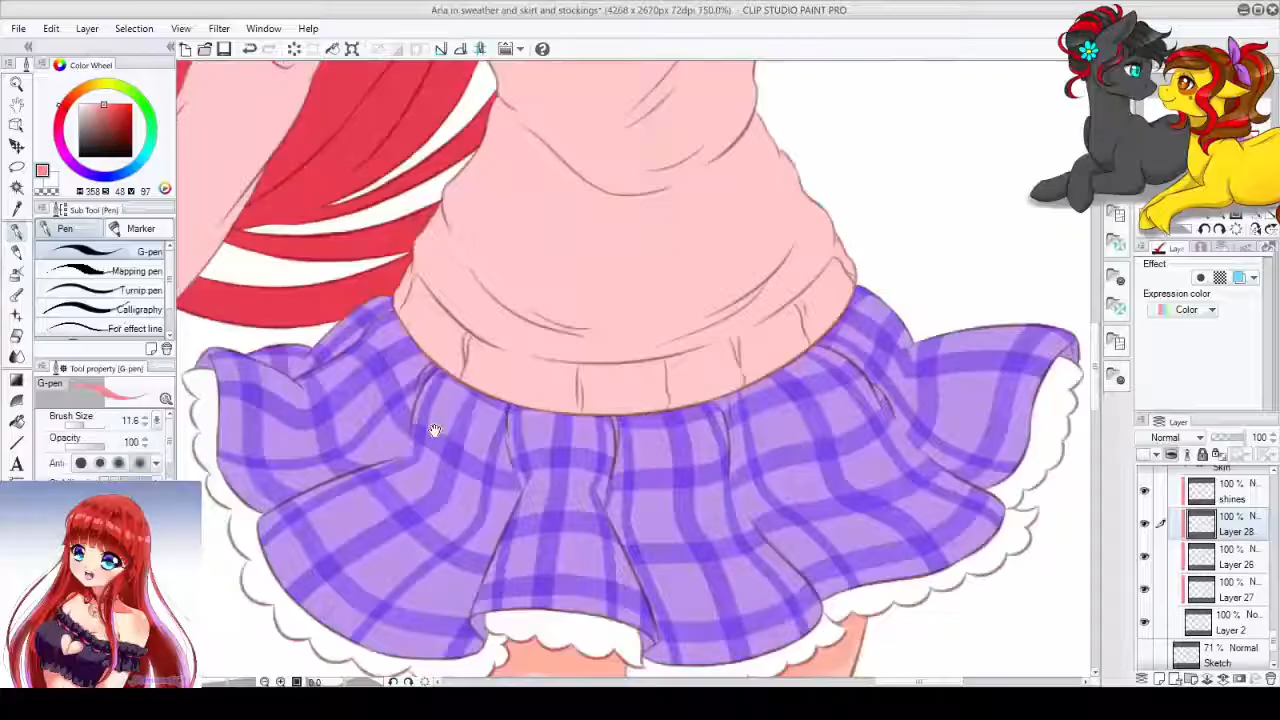 Aria in sweather and skirt and stockings* (4268 x 2670px 72dpi 150.0%) - CLIP STUDIO PAINT PRO
File Edit Layer Selection View Filter Window Help
Color Wheel
358 48 97
Sub Tool [Pen]
Pen Marker
G-pen
Mapping pen
Turnip pen
Calligraphy
For effect line
Tool property [G-pen]
G-pen
Brush Size 11.6
Opacity 100
Anti-
Effect
Expression color
Color
Layer
Normal 100
Skin
100 % N..
shines
100 % N..
Layer 28
100 % N..
Layer 26
100 % N..
Layer 27
100 % No..
Layer 2
71 % Normal
Sketch
0.0